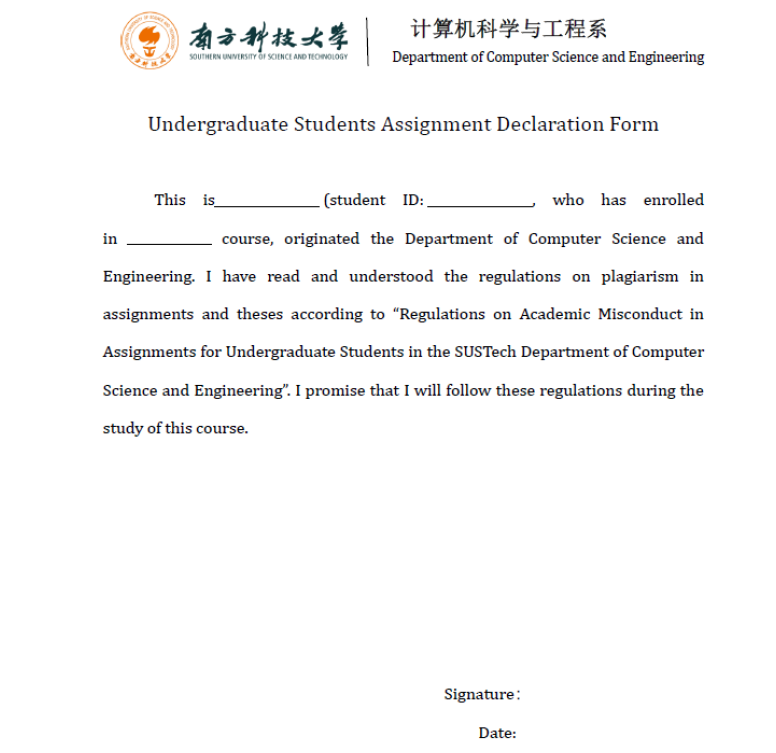 南方科技大学
SOUTHERN UNIVERSITY OF SCIENCE AND TECHNOLOGY
计算机科学与工程系
Department of Computer Science and Engineering
Undergraduate Students Assignment Declaration Form
This is____________ (student ID: ____________, who has enrolled
in __________ course, originated the Department of Computer Science and
Engineering. I have read and understood the regulations on plagiarism in
assignments and theses according to “Regulations on Academic Misconduct in
Assignments for Undergraduate Students in the SUSTech Department of Computer
Science and Engineering”. I promise that I will follow these regulations during the
study of this course.
Signature：
Date: